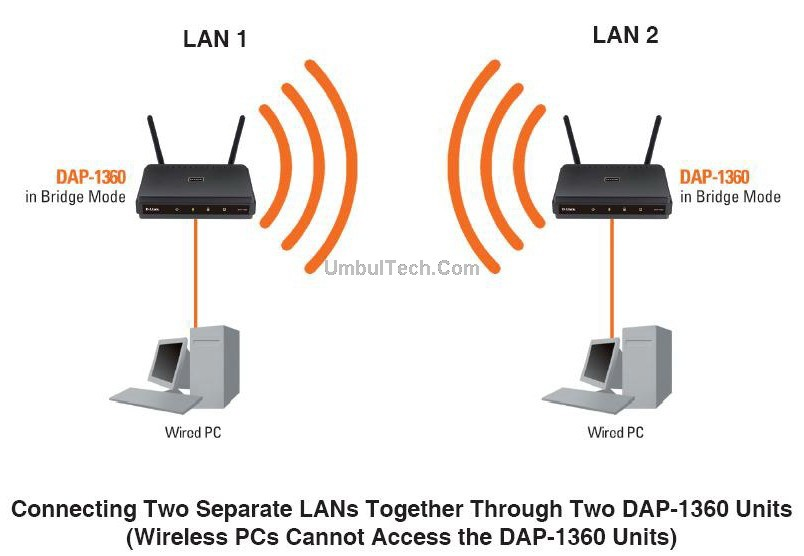 LAN 1
LAN 2
DAP-1360
in Bridge Mode
DAP-1360
in Bridge Mode
D-Link
D-Link
UmbulTech.Com
Wired PC
Wired PC
Connecting Two Separate LANs Together Through Two DAP-1360 Units
(Wireless PCs Cannot Access the DAP-1360 Units)